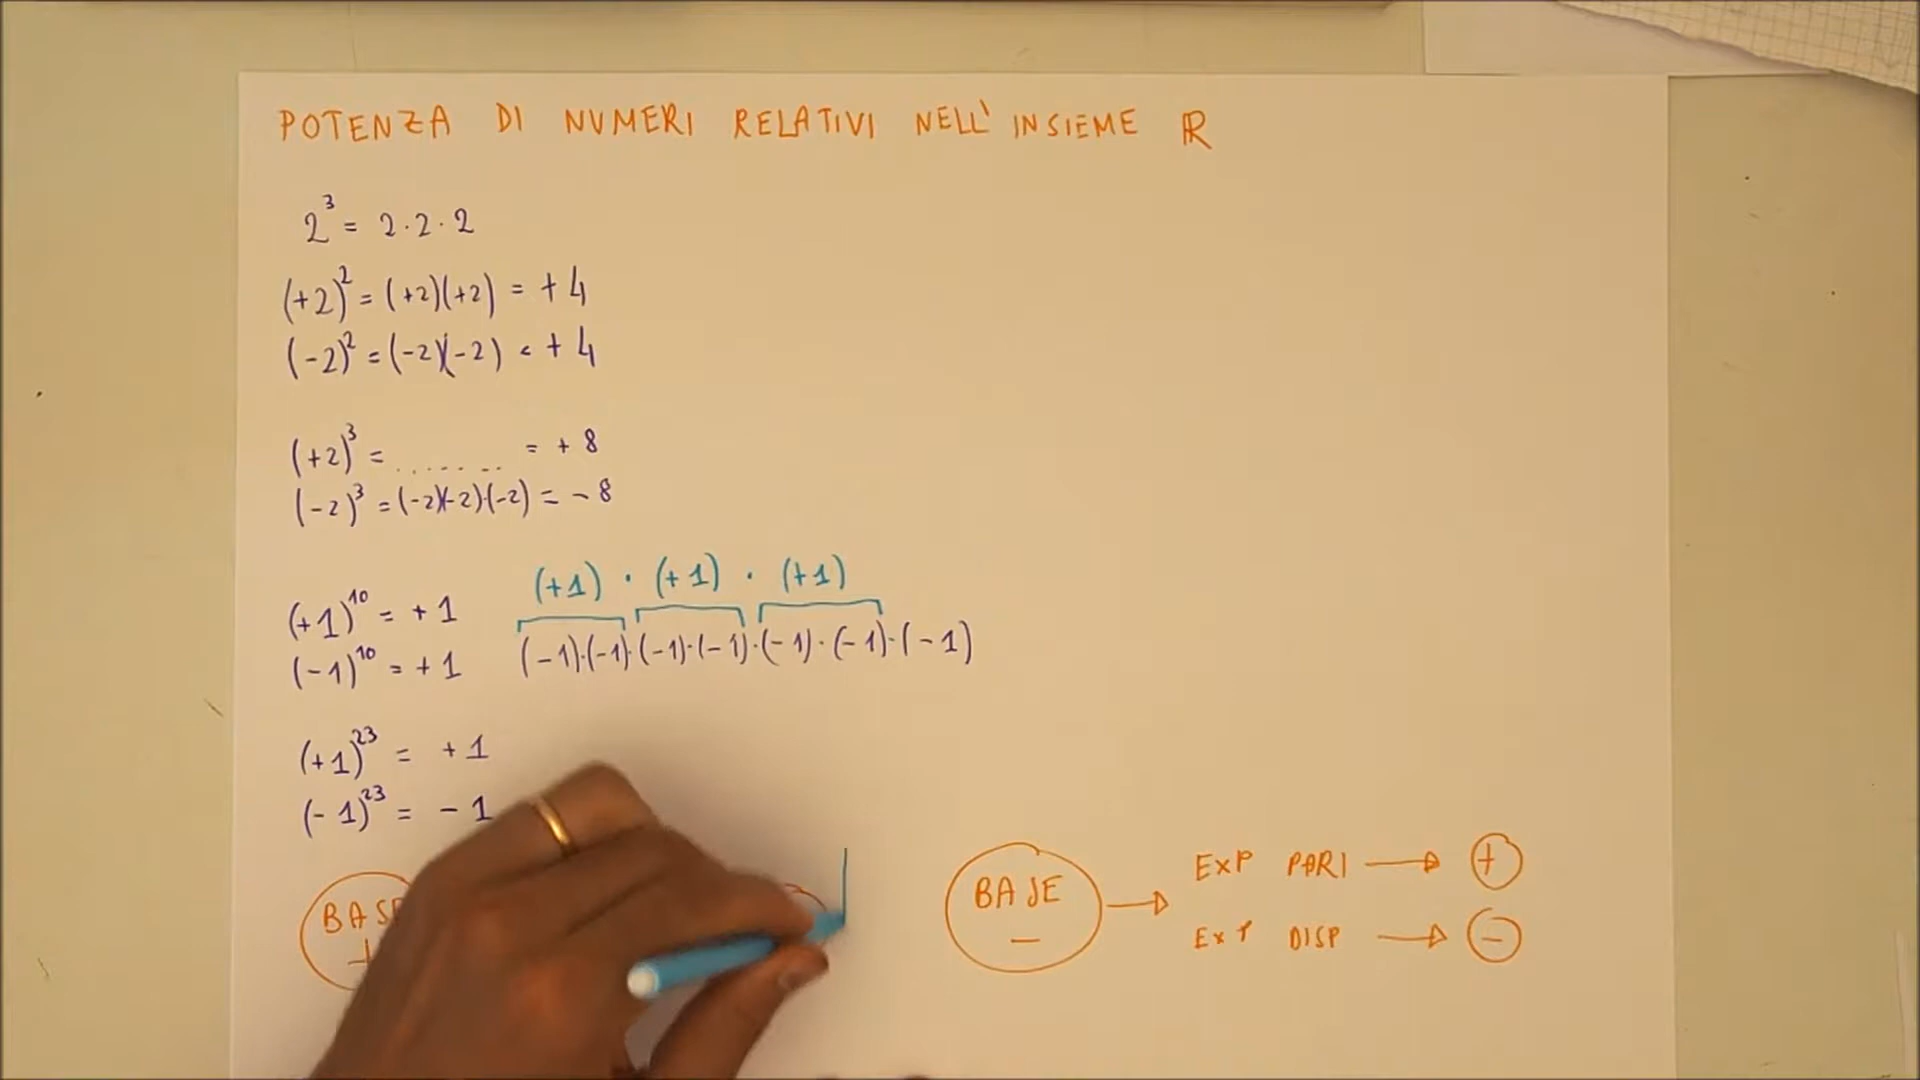 POTENZA DI NUMERI RELATIVI NELL' INSIEME ℝ
2³ = 2·2·2
(+2)² = (+2)(+2) = +4
(-2)² = (-2)(-2) = +4
(+2)³ = ........ = +8
(-2)³ = (-2)(-2)·(-2) = -8
(+1) · (+1) · (+1)
(+1)¹⁰ = +1
(-1)·(-1)·(-1)·(-1)·(-1)·(-1)·(-1)
(-1)¹⁰ = +1
(+1)²³ = +1
(-1)²³ = -1
BASE +
BASE -
EXP PARI → +
EXP DISP → -